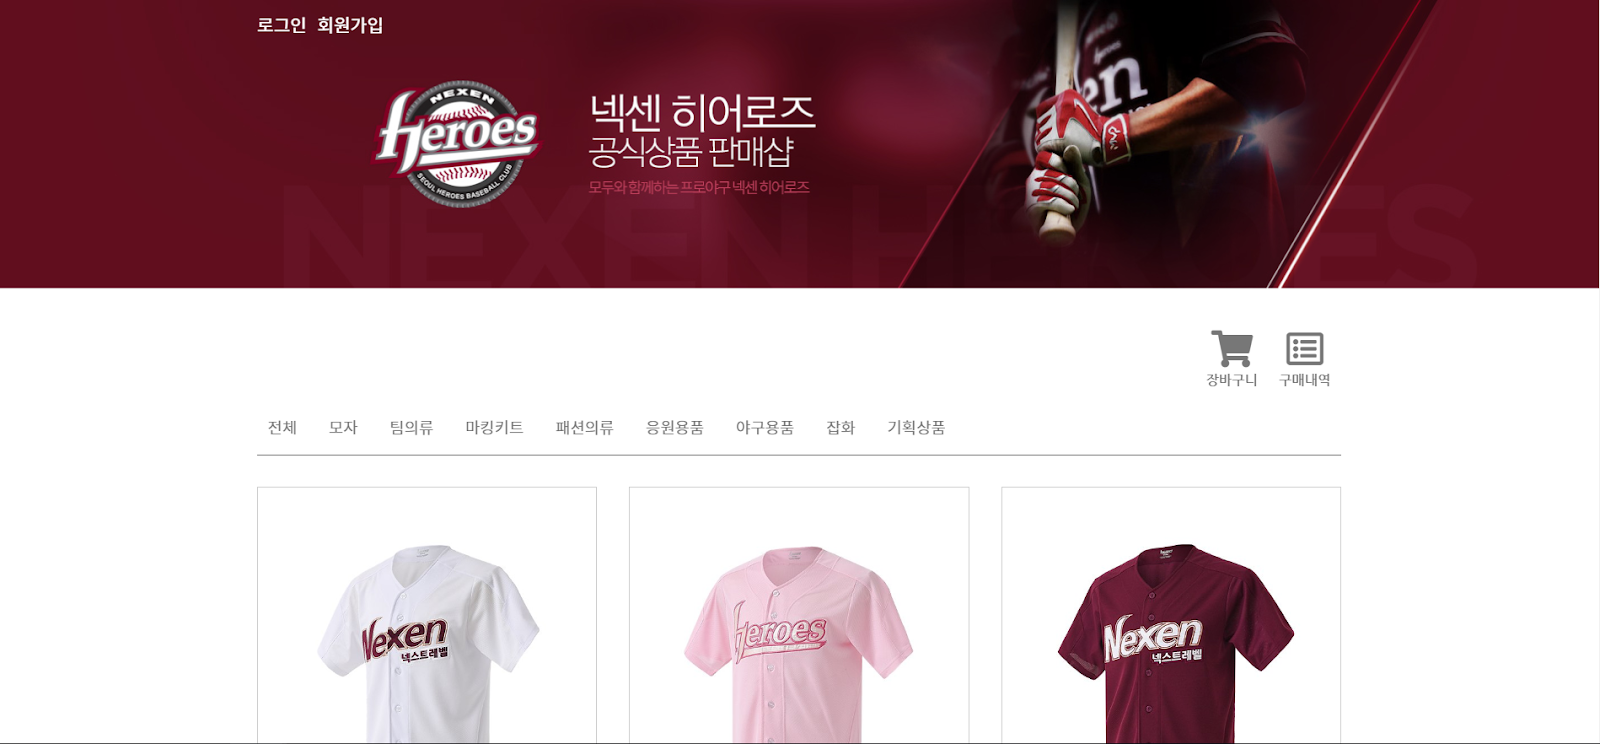 로그인 회원가입
NEXEN
Heroes
SEOUL HEROES BASEBALL CLUB
넥센 히어로즈
공식상품 판매샵
모두와 함께하는 프로야구 넥센 히어로즈
NEXEN HEROES
장바구니 구매내역
전체 모자 팀의류 마킹키트 패션의류 응원용품 야구용품 잡화 기획상품
Nexen
넥스트레벨
Heroes
Nexen
넥스트레벨